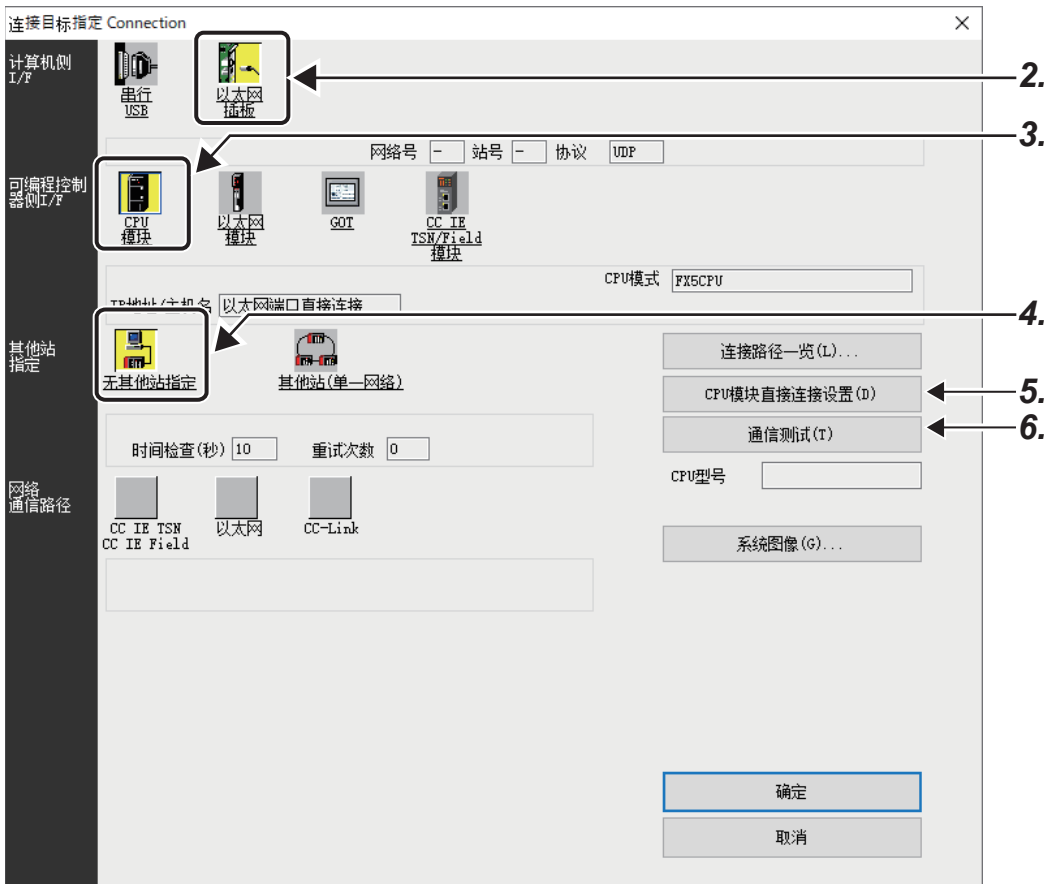 连接目标指定 Connection
计算机侧
I/F
串行
USB
以太网
插板
2.
3.
网络号 - 站号 - 协议 UDP
可编程控制
器侧I/F
CPU
模块
以太网
模块
GOT
CC IE
TSN/Field
模块
CPU模式 FX5CPU
IP地址/主机名 以太网端口直接连接
4.
其他站
指定
无其他站指定
其他站(单一网络)
连接路径一览(L)...
CPU模块直接连接设置(D)
5.
通信测试(T)
6.
时间检查(秒) 10 重试次数 0
CPU型号
网络
通信路径
CC IE TSN
CC IE Field
以太网
CC-Link
系统图像(G)...
确定
取消